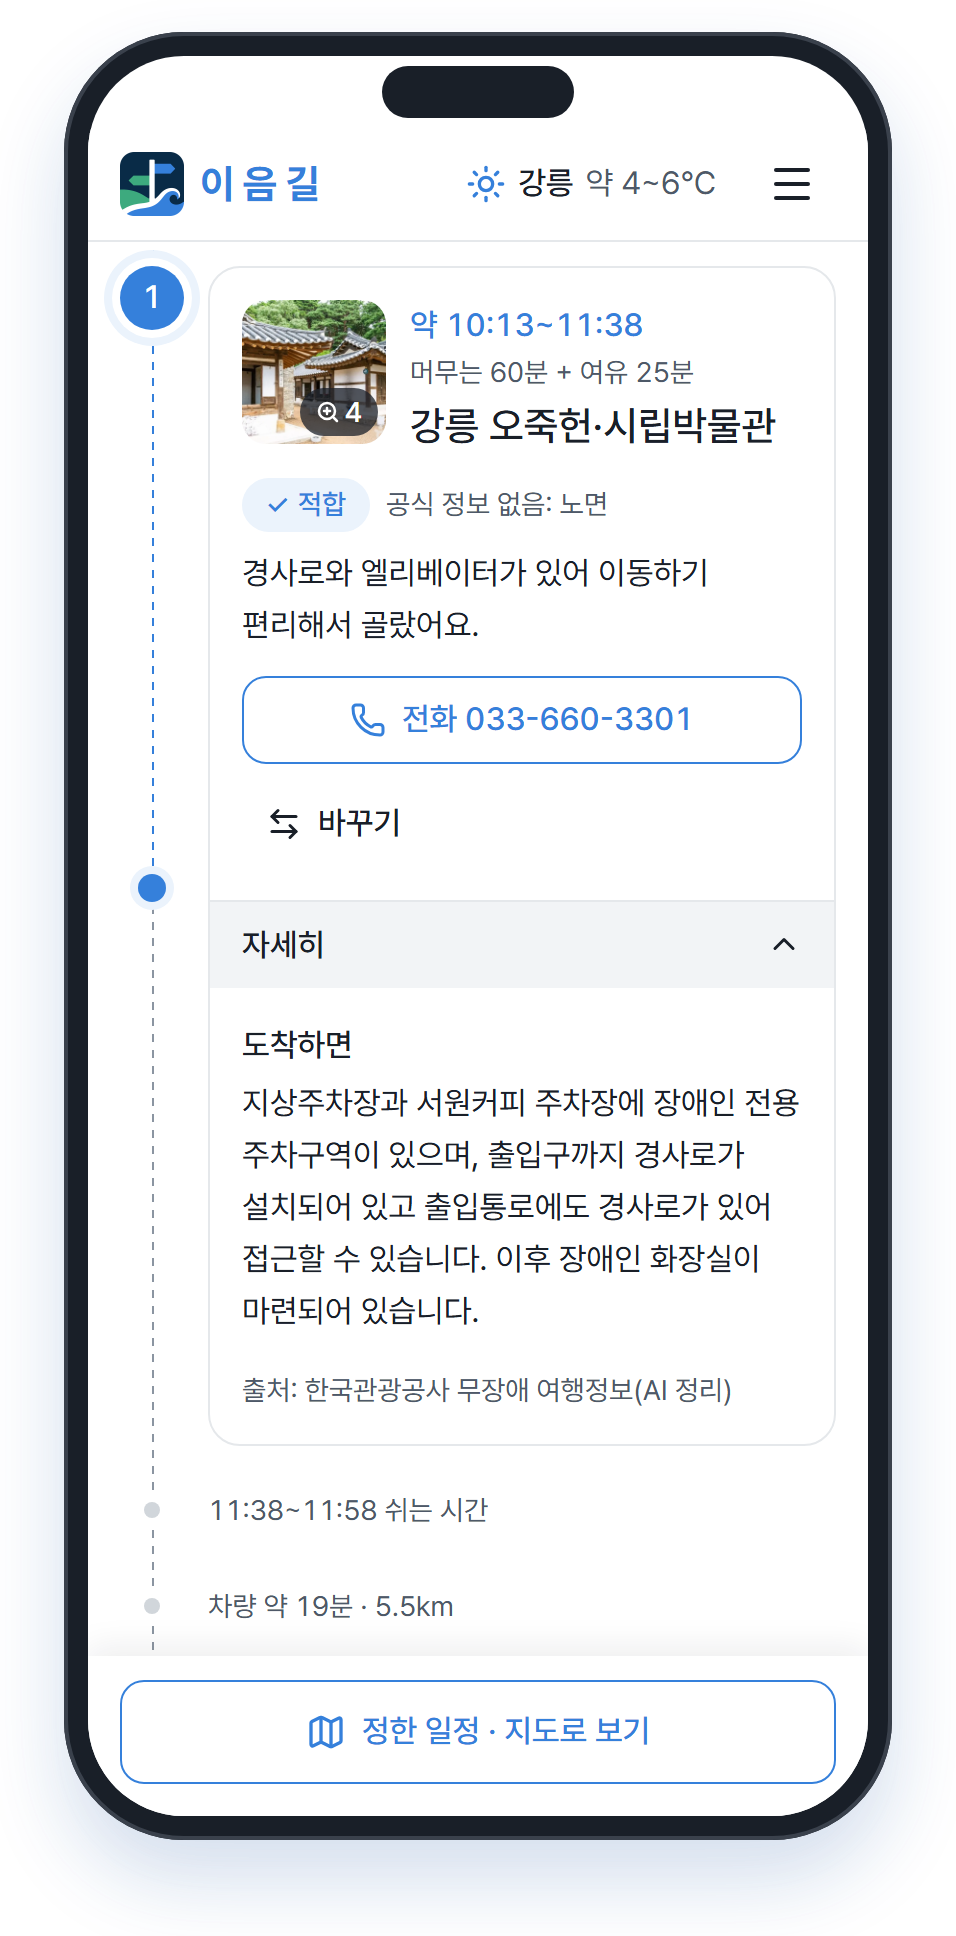 이음길
강릉 약 4~6°C
1
약 10:13~11:38
머무는 60분 + 여유 25분
4
강릉 오죽헌·시립박물관
적합 공식 정보 없음: 노면
경사로와 엘리베이터가 있어 이동하기
편리해서 골랐어요.
전화 033-660-3301
바꾸기
자세히
도착하면
지상주차장과 서원커피 주차장에 장애인 전용
주차구역이 있으며, 출입구까지 경사로가
설치되어 있고 출입통로에도 경사로가 있어
접근할 수 있습니다. 이후 장애인 화장실이
마련되어 있습니다.
출처: 한국관광공사 무장애 여행정보(AI 정리)
11:38~11:58 쉬는 시간
차량 약 19분 · 5.5km
정한 일정 · 지도로 보기